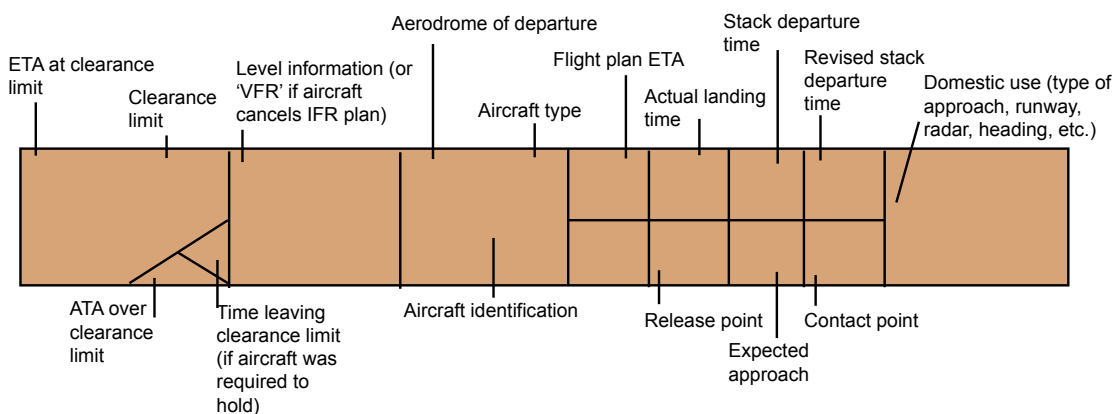 ETA at clearance
limit
Clearance
limit
Level information (or
‘VFR’ if aircraft
cancels IFR plan)
Aerodrome of departure
Aircraft type
Flight plan ETA
Actual landing
time
Stack departure
time
Revised stack
departure
time
Domestic use (type of
approach, runway,
radar, heading, etc.)
ATA over
clearance
limit
Time leaving
clearance limit
(if aircraft was
required to
hold)
Aircraft identification
Release point
Expected
approach
Contact point